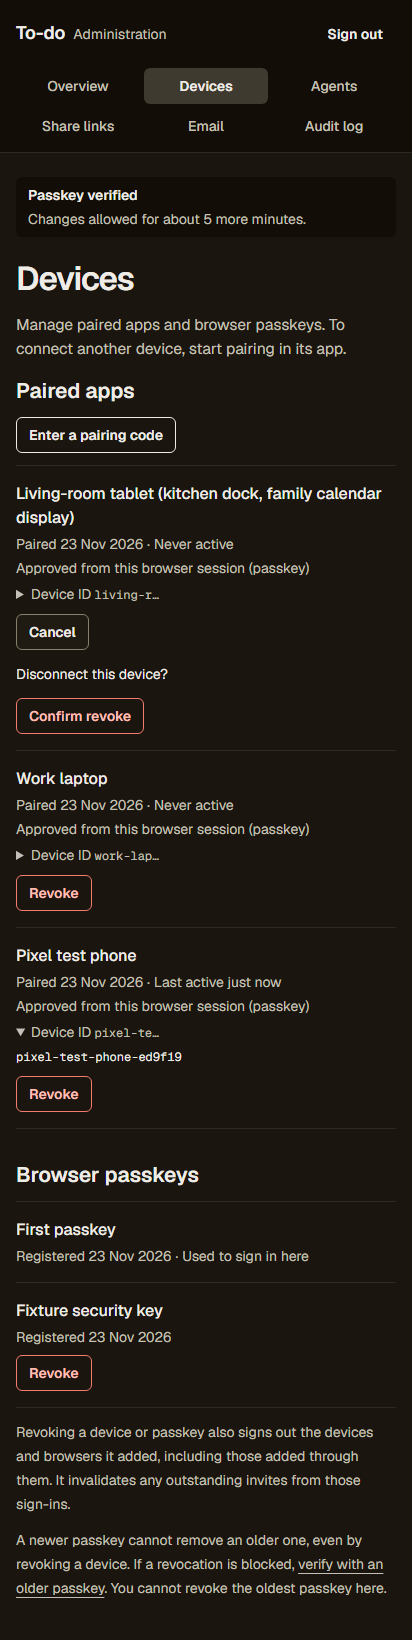 To-do Administration
Sign out
Overview
Devices
Agents
Share links
Email
Audit log
Passkey verified
Changes allowed for about 5 more minutes.
Devices
Manage paired apps and browser passkeys. To
connect another device, start pairing in its app.
Paired apps
Enter a pairing code
Living-room tablet (kitchen dock, family calendar
display)
Paired 23 Nov 2026 · Never active
Approved from this browser session (passkey)
▶ Device ID living-r…
Cancel
Disconnect this device?
Confirm revoke
Work laptop
Paired 23 Nov 2026 · Never active
Approved from this browser session (passkey)
▶ Device ID work-lap…
Revoke
Pixel test phone
Paired 23 Nov 2026 · Last active just now
Approved from this browser session (passkey)
▼ Device ID pixel-te…
pixel-test-phone-ed9f19
Revoke
Browser passkeys
First passkey
Registered 23 Nov 2026 · Used to sign in here
Fixture security key
Registered 23 Nov 2026
Revoke
Revoking a device or passkey also signs out the devices
and browsers it added, including those added through
them. It invalidates any outstanding invites from those
sign-ins.
A newer passkey cannot remove an older one, even by
revoking a device. If a revocation is blocked, verify with an
older passkey. You cannot revoke the oldest passkey here.